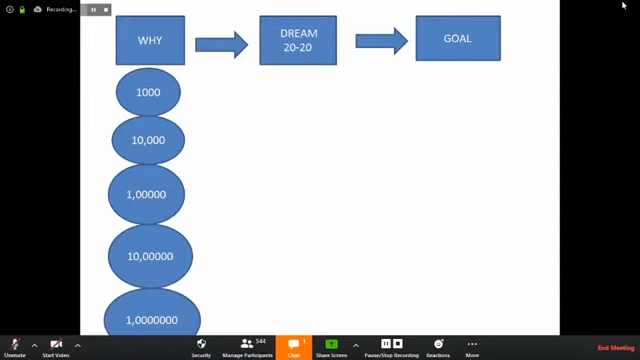 Recording...
WHY
DREAM
20-20
GOAL
1000
10,000
1,00000
10,00000
1,0000000
Unmute
Start Video
Security
544
Manage Participants
1
Chat
Share Screen
Pause/Stop Recording
Reactions
More
End Meeting